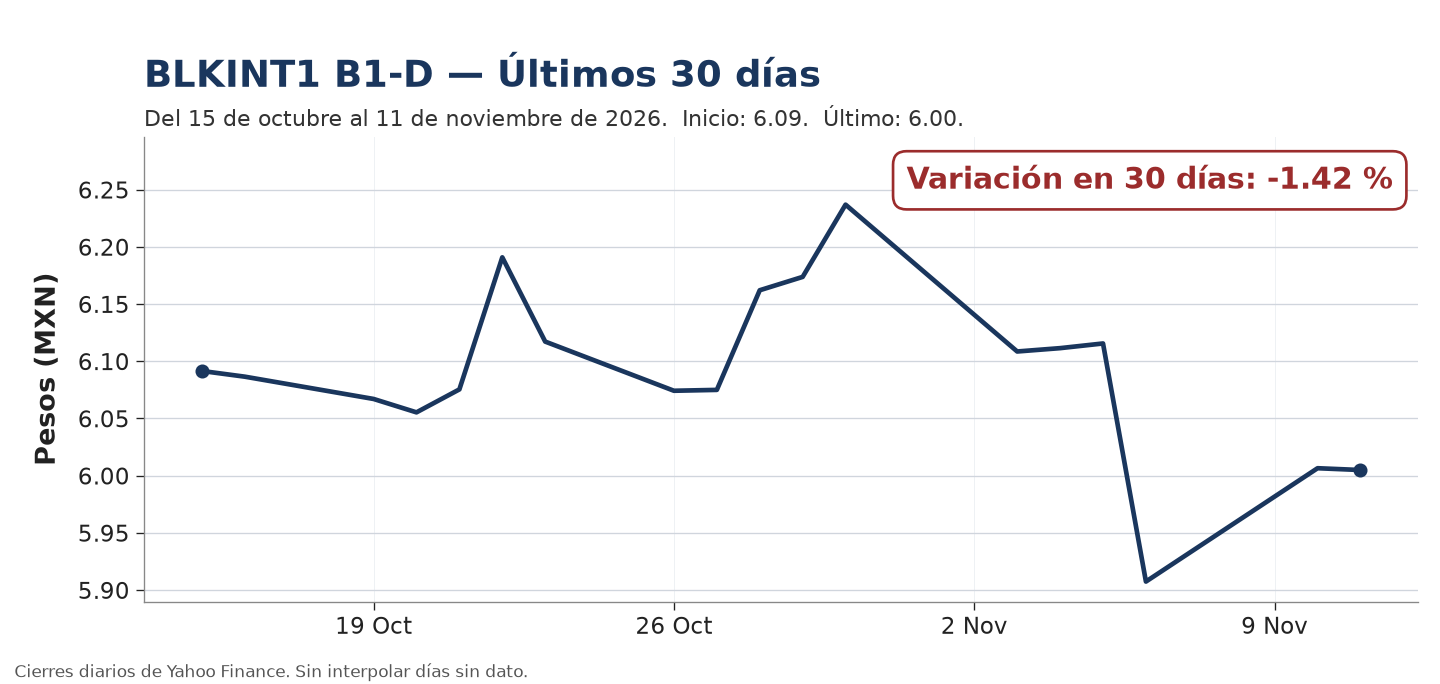 BLKINT1 B1-D — Últimos 30 días
Del 15 de octubre al 11 de noviembre de 2026.  Inicio: 6.09.  Último: 6.00.
Variación en 30 días: -1.42 %
Pesos (MXN)
6.25
6.20
6.15
6.10
6.05
6.00
5.95
5.90
19 Oct
26 Oct
2 Nov
9 Nov
Cierres diarios de Yahoo Finance. Sin interpolar días sin dato.